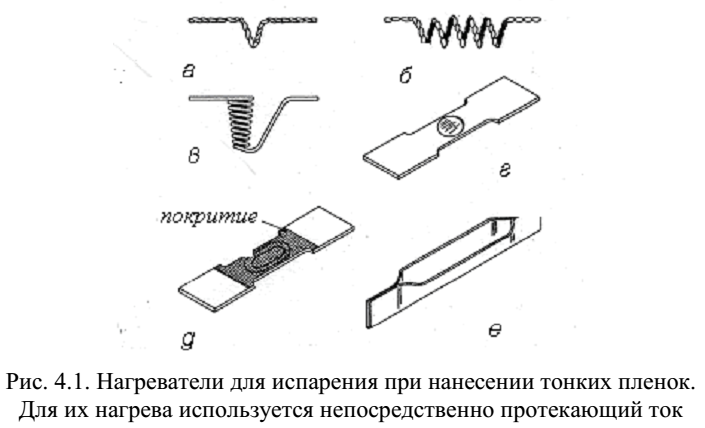 а
б
в
г
покритие
д
е
Рис. 4.1. Нагреватели для испарения при нанесении тонких пленок.
Для их нагрева используется непосредственно протекающий ток